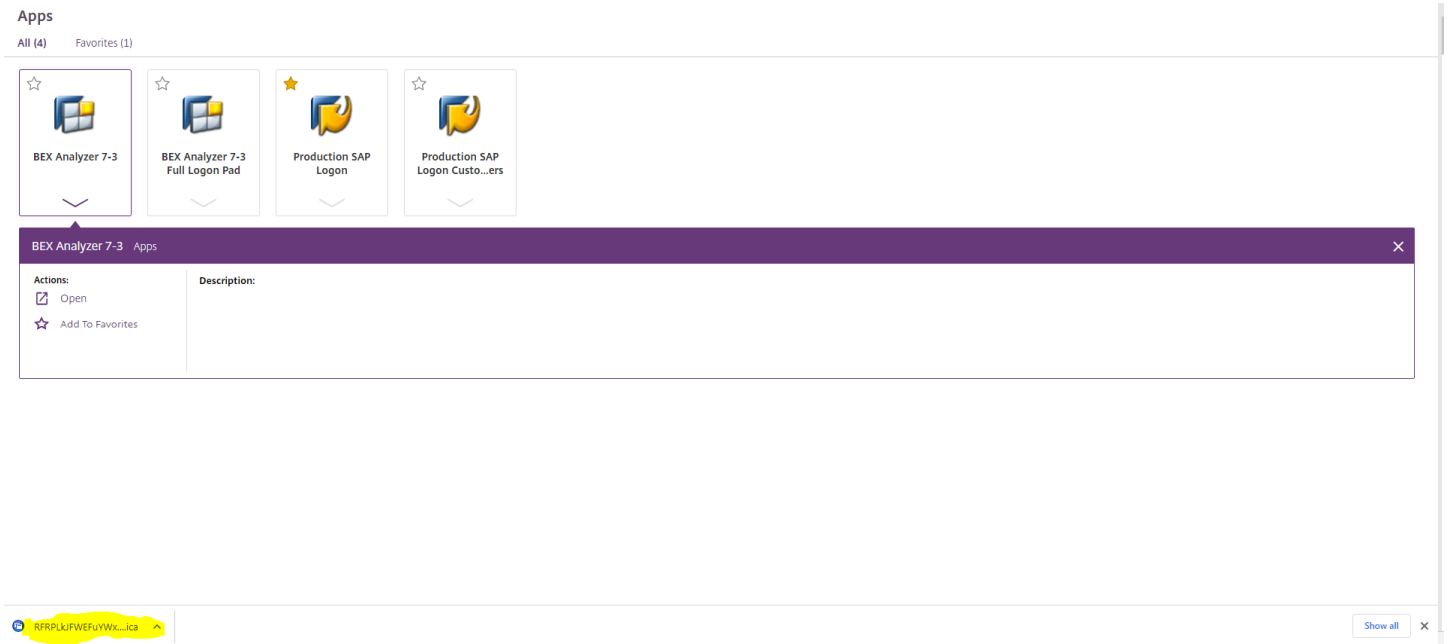 Apps
All (4) Favorites (1)
BEX Analyzer 7-3
BEX Analyzer 7-3
Full Logon Pad
Production SAP
Logon
Production SAP
Logon Custo...ers
BEX Analyzer 7-3 Apps
Actions:
Open
Add To Favorites
Description:
RFRPLkJFWEFuYWx....ica
Show all